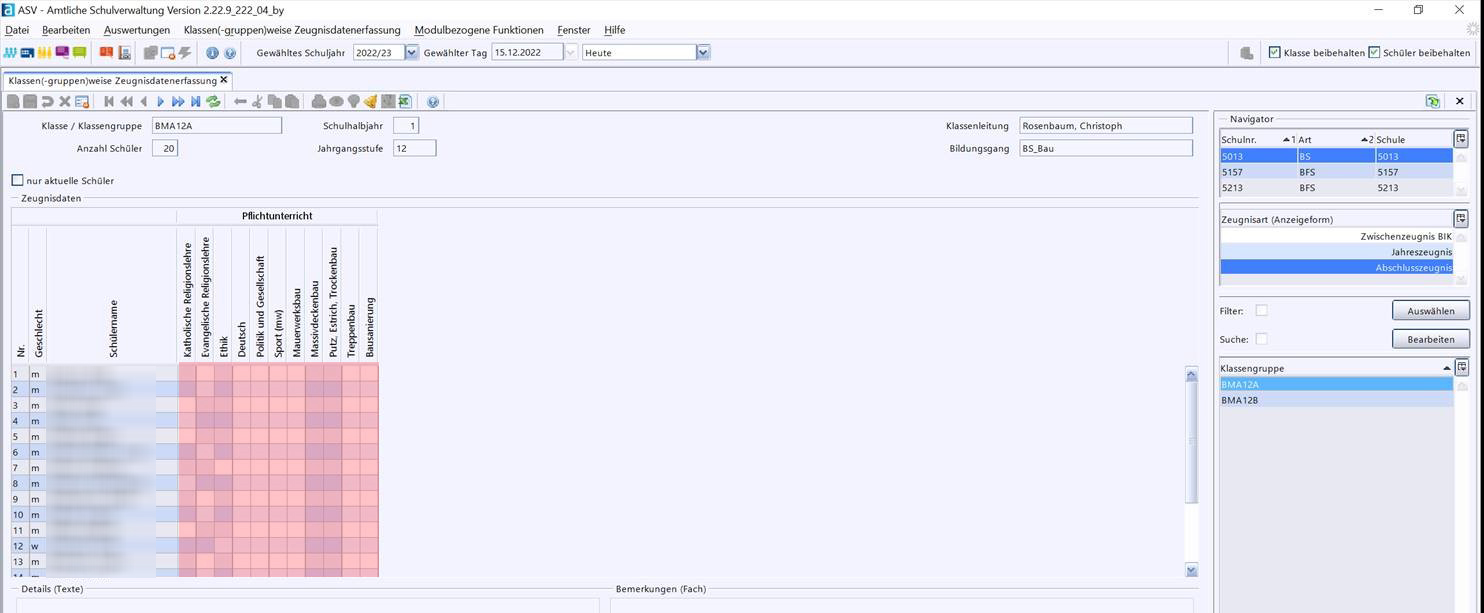 ASV - Amtliche Schulverwaltung Version 2.22.9_222_04_by
Datei Bearbeiten Auswertungen Klassen(-gruppen)weise Zeugnisdatenerfassung Modulbezogene Funktionen Fenster Hilfe
Gewähltes Schuljahr 2022/23 Gewählter Tag 15.12.2022 Heute Klasse beibehalten Schüler beibehalten
Klassen(-gruppen)weise Zeugnisdatenerfassung
Klasse / Klassengruppe BMA12A Schulhalbjahr 1 Klassenleitung Rosenbaum, Christoph
Anzahl Schüler 20 Jahrgangsstufe 12 Bildungsgang BS_Bau
nur aktuelle Schüler
Zeugnisdaten
Pflichtunterricht
Nr.
Geschlecht
Schülername
Katholische Religionslehre
Evangelische Religionslehre
Ethik
Deutsch
Politik und Gesellschaft
Sport (mw)
Mauerwerksbau
Massivdeckenbau
Putz, Estrich, Trockenbau
Treppenbau
Bausanierung
1 m
2 m
3 m
4 m
5 m
6 m
7 m
8 m
9 m
10 m
11 m
12 w
13 m
14 m
Details (Texte) Bemerkungen (Fach)
Navigator
Schulnr. 1 Art 2 Schule
5013 BS 5013
5157 BFS 5157
5213 BFS 5213
Zeugnisart (Anzeigeform)
Zwischenzeugnis BIK
Jahreszeugnis
Abschlusszeugnis
Filter: Auswählen
Suche: Bearbeiten
Klassengruppe
BMA12A
BMA12B